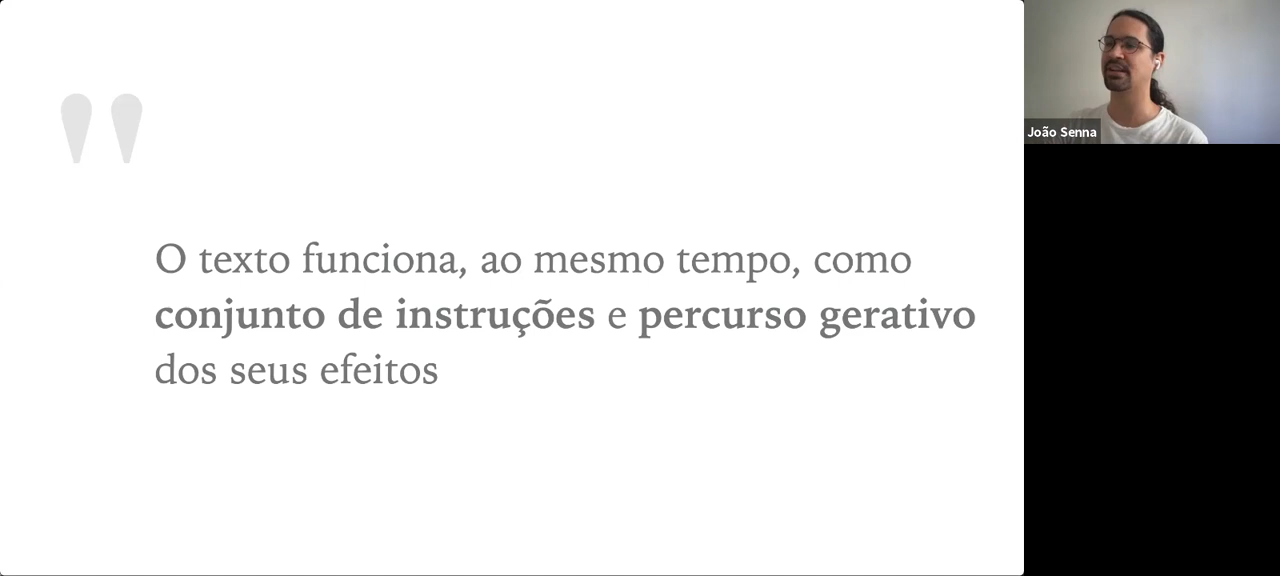 "
O texto funciona, ao mesmo tempo, como
conjunto de instruções e percurso gerativo
dos seus efeitos
João Senna